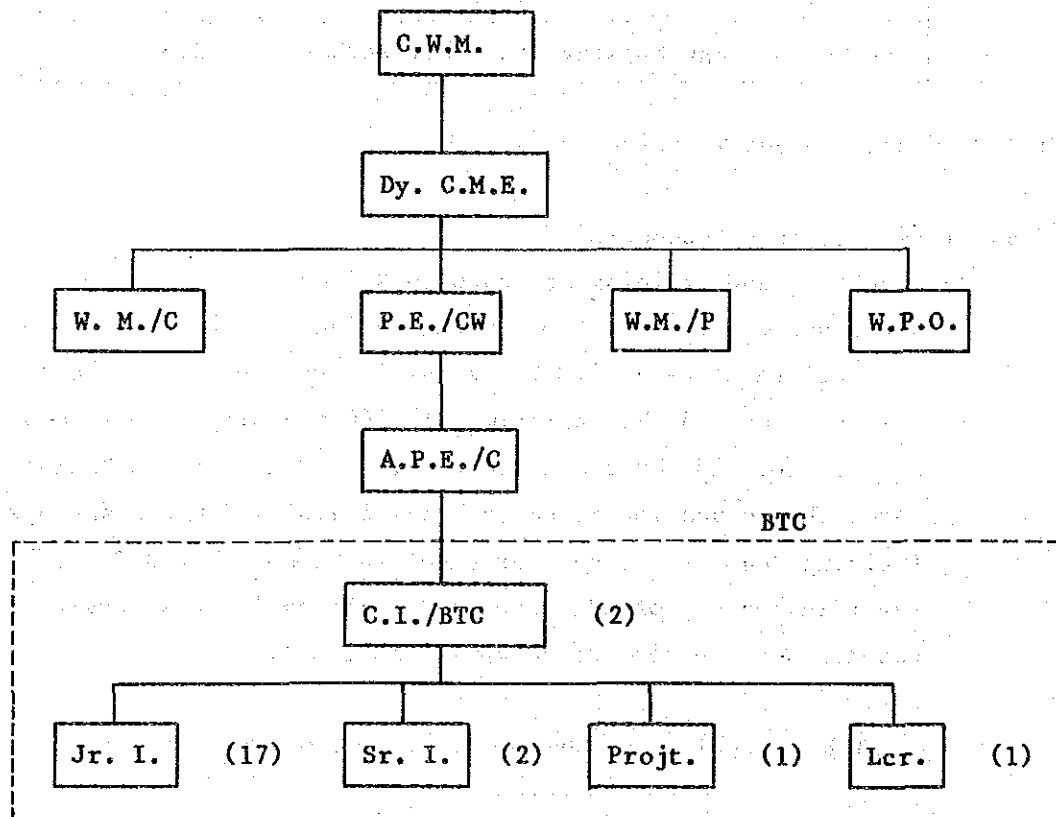 C.W.M.
Dy. C.M.E.
W. M./C P.E./CW W.M./P W.P.O.
A.P.E./C
BTC
C.I./BTC (2)
Jr. I. (17) Sr. I. (2) Projt. (1) Lcr. (1)